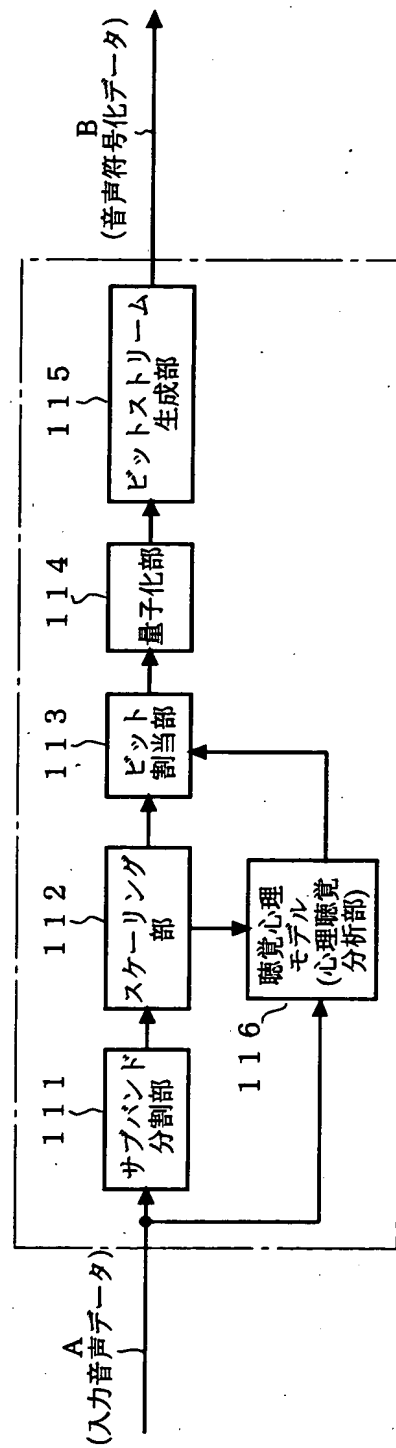 A
(入力音声データ)
111
サブバンド
分割部
112
スケーリング
部
113
ビット
割当部
114
量子化部
115
ビットストリーム
生成部
B
(音声符号化データ)
116
聴覚心理
モデル
(心理聴覚
分析部)